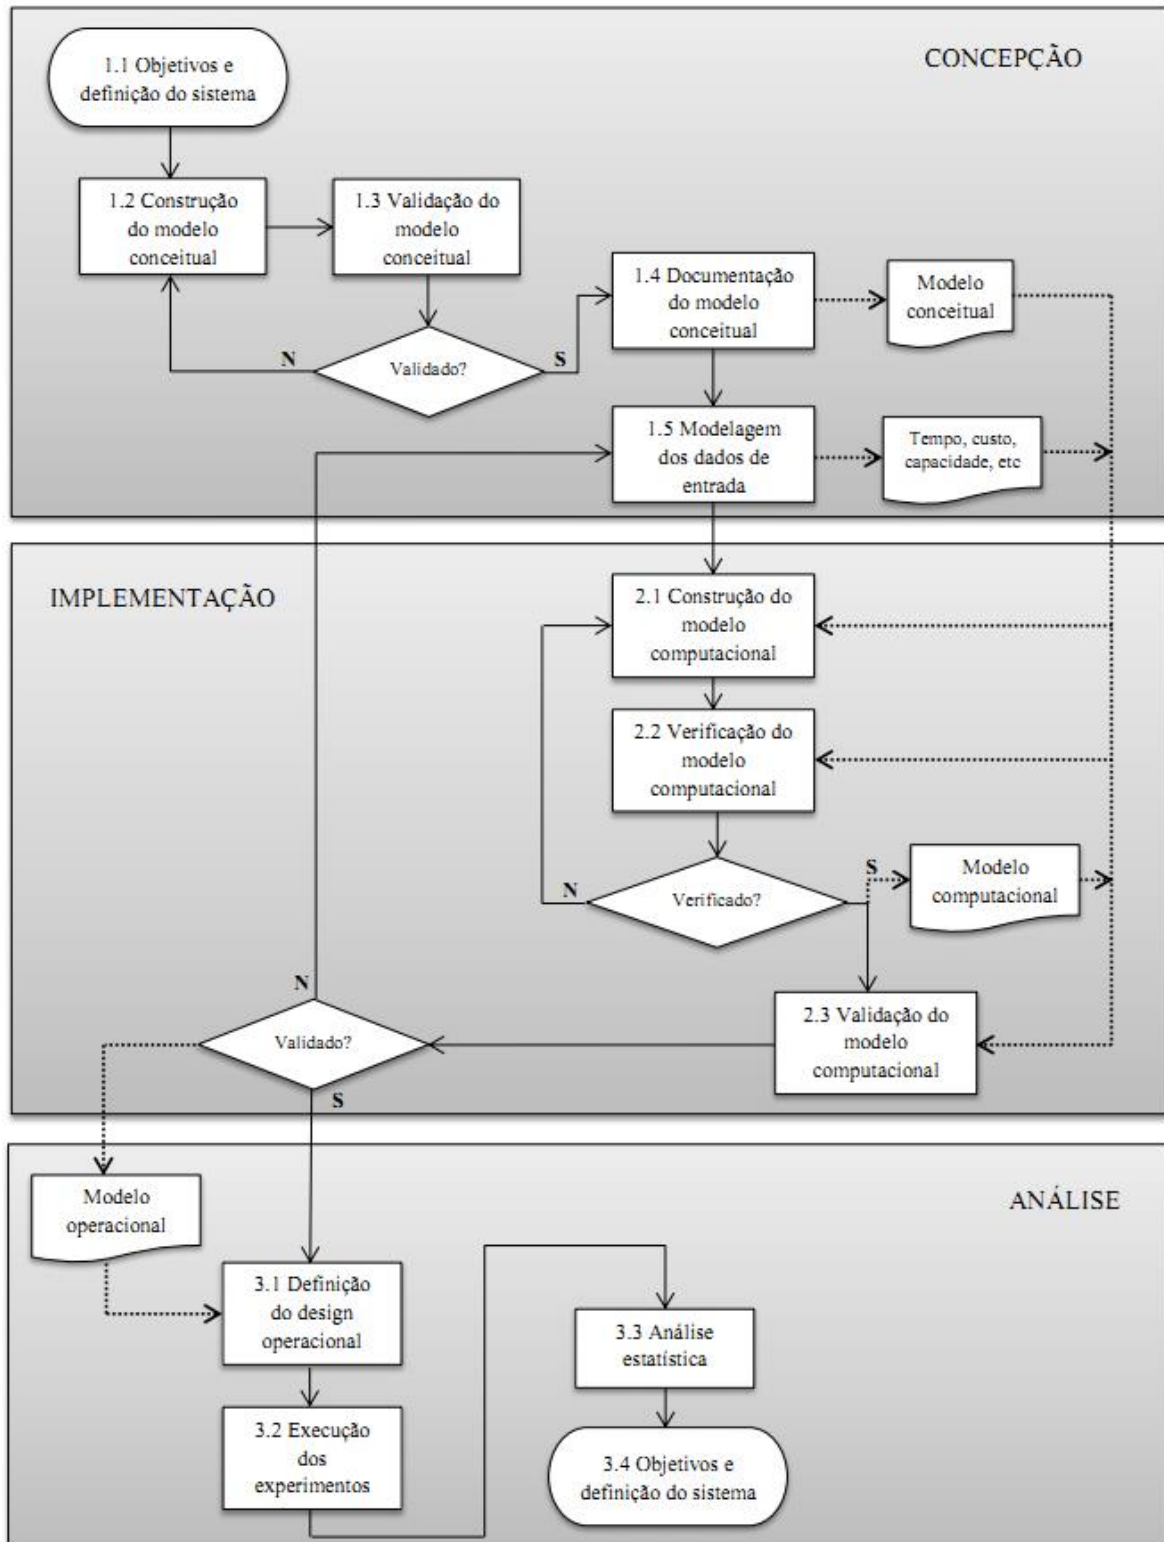 CONCEPÇÃO
1.1 Objetivos e
definição do sistema
1.2 Construção
do modelo
conceitual
1.3 Validação do
modelo
conceitual
1.4 Documentação
do modelo
conceitual
Modelo
conceitual
N
Validado?
S
1.5 Modelagem
dos dados de
entrada
Tempo, custo,
capacidade, etc
IMPLEMENTAÇÃO
2.1 Construção do
modelo
computacional
2.2 Verificação do
modelo
computacional
N
Verificado?
S
Modelo
computacional
2.3 Validação do
modelo
computacional
N
Validado?
S
ANÁLISE
Modelo
operacional
3.1 Definição
do design
operacional
3.2 Execução
dos
experimentos
3.3 Análise
estatística
3.4 Objetivos e
definição do sistema